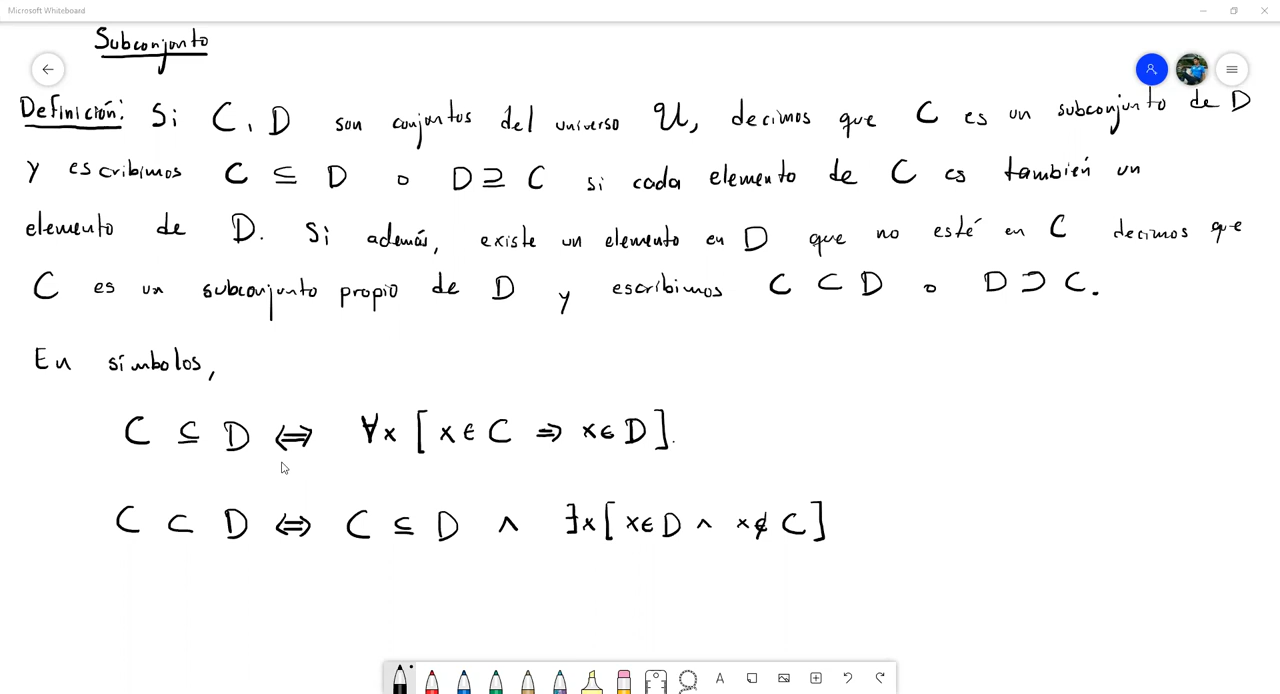 Microsoft Whiteboard
Subconjunto
Definición: Si C, D son conjuntos del universo U, decimos que C es un subconjunto de D
y escribimos C ⊆ D o D ⊇ C si cada elemento de C es también un
elemento de D. Si además, existe un elemento en D que no esté en C decimos que
C es un subconjunto propio de D y escribimos C ⊂ D o D ⊃ C.
En símbolos,
C ⊆ D ⇔ ∀x [x ∈ C ⇒ x ∈ D].
C ⊂ D ⇔ C ⊆ D ∧ ∃x [x ∈ D ∧ x ∉ C]